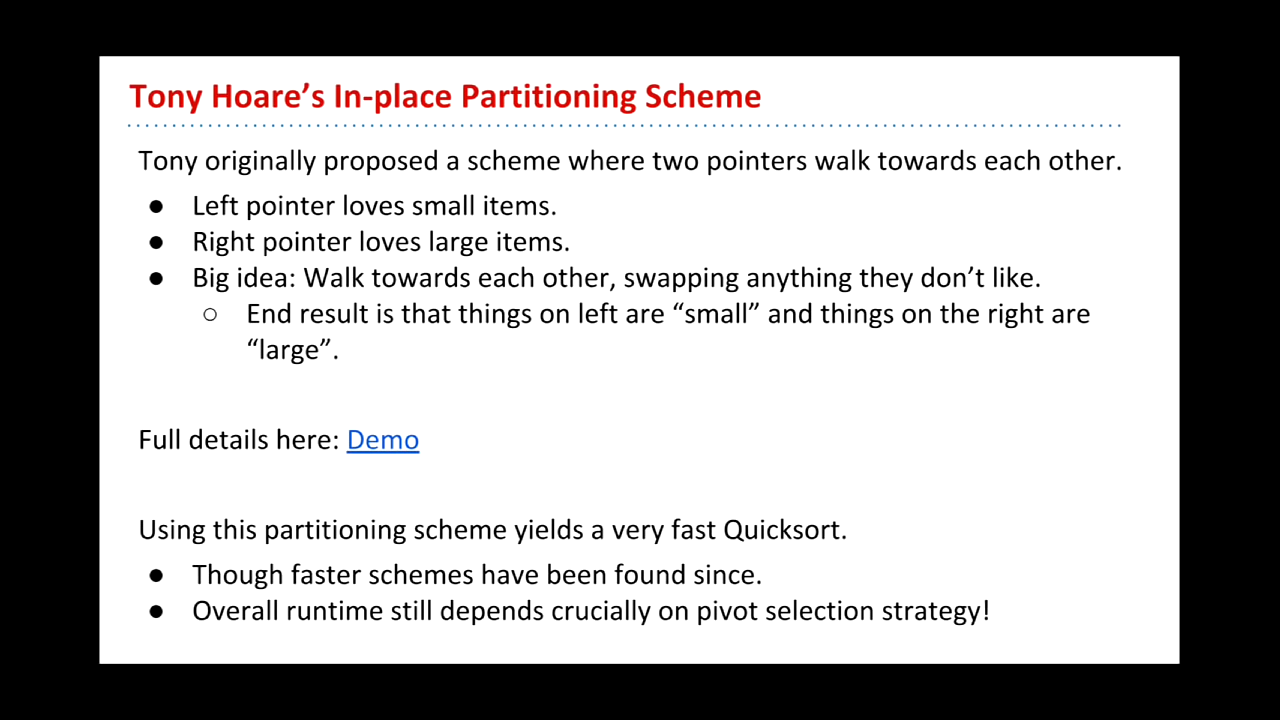 Tony Hoare’s In-place Partitioning Scheme
Tony originally proposed a scheme where two pointers walk towards each other.
● Left pointer loves small items.
● Right pointer loves large items.
● Big idea: Walk towards each other, swapping anything they don’t like.
○ End result is that things on left are “small” and things on the right are
“large”.
Full details here: Demo
Using this partitioning scheme yields a very fast Quicksort.
● Though faster schemes have been found since.
● Overall runtime still depends crucially on pivot selection strategy!